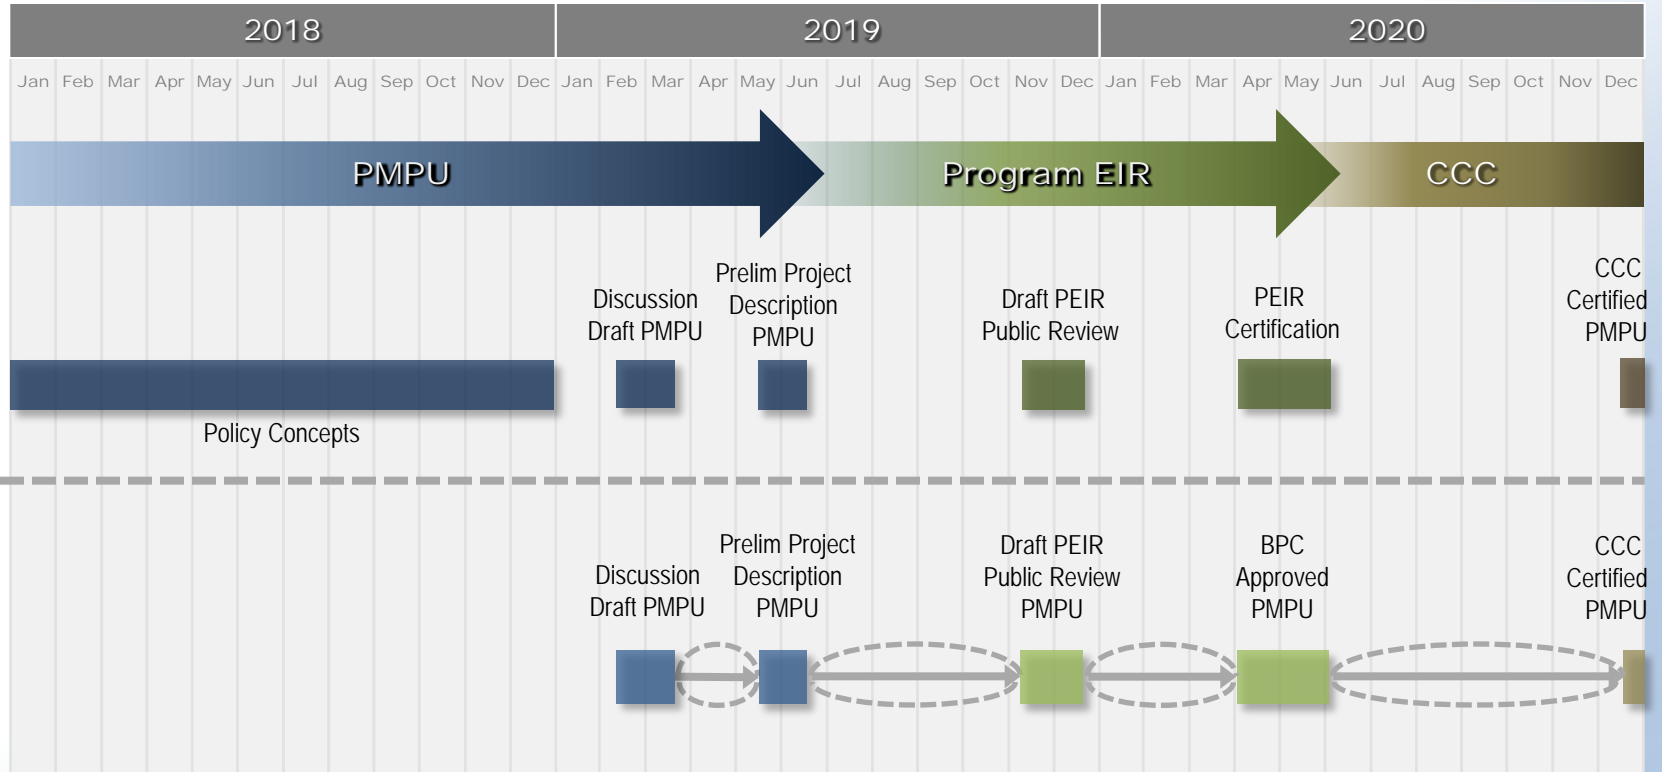 2018 2019 2020
Jan Feb Mar Apr May Jun Jul Aug Sep Oct Nov Dec Jan Feb Mar Apr May Jun Jul Aug Sep Oct Nov Dec Jan Feb Mar Apr May Jun Jul Aug Sep Oct Nov Dec
PMPU
Program EIR
CCC
Discussion
Draft PMPU
Prelim Project
Description
PMPU
Draft PEIR
Public Review
PEIR
Certification
CCC
Certified
PMPU
Policy Concepts
Discussion
Draft PMPU
Prelim Project
Description
PMPU
Draft PEIR
Public Review
PMPU
BPC
Approved
PMPU
CCC
Certified
PMPU